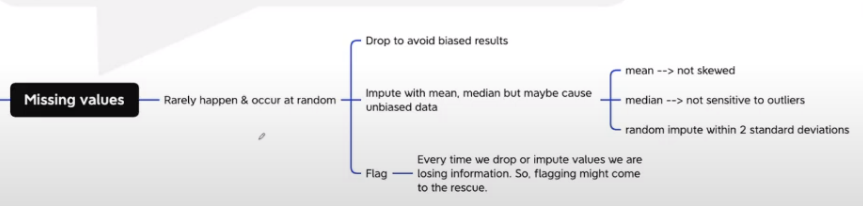 Missing values
Rarely happen & occur at random
Drop to avoid biased results
Impute with mean, median but maybe cause
unbiased data
mean --> not skewed
median --> not sensitive to outliers
random impute within 2 standard deviations
Flag
Every time we drop or impute values we are
losing information. So, flagging might come
to the rescue.